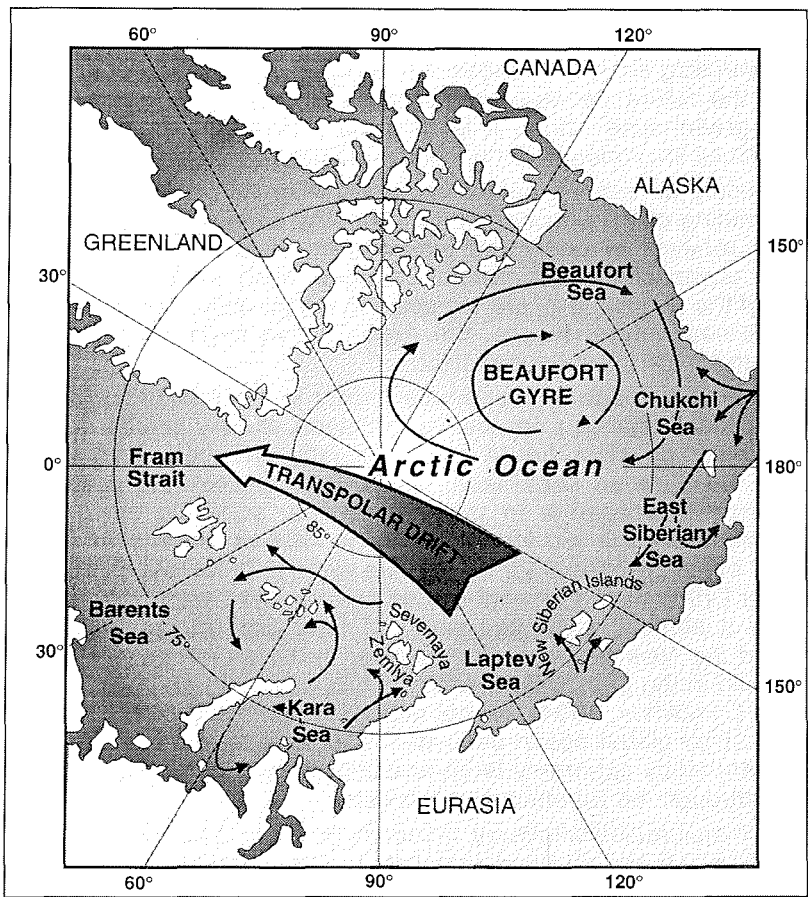 60°
90°
120°
CANADA
ALASKA
GREENLAND
150°
30°
Beaufort
Sea
BEAUFORT
GYRE
Chukchi
Sea
0°
Fram
Strait
Arctic Ocean
180°
TRANSPOLAR DRIFT
85°
East
Siberian
Sea
New Siberian Islands
Barents
Sea
75°
Severnaya
Zemlya
Laptev
Sea
30°
150°
Kara
Sea
EURASIA
60°
90°
120°